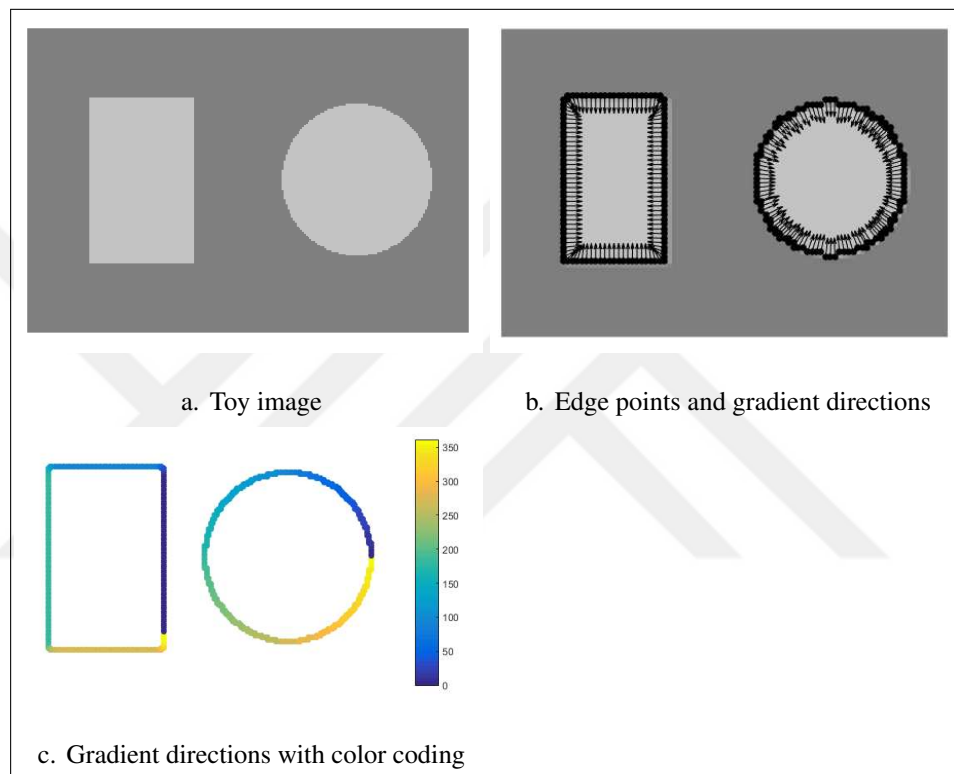 a. Toy image
b. Edge points and gradient directions
350
300
250
200
150
100
50
0
c. Gradient directions with color coding